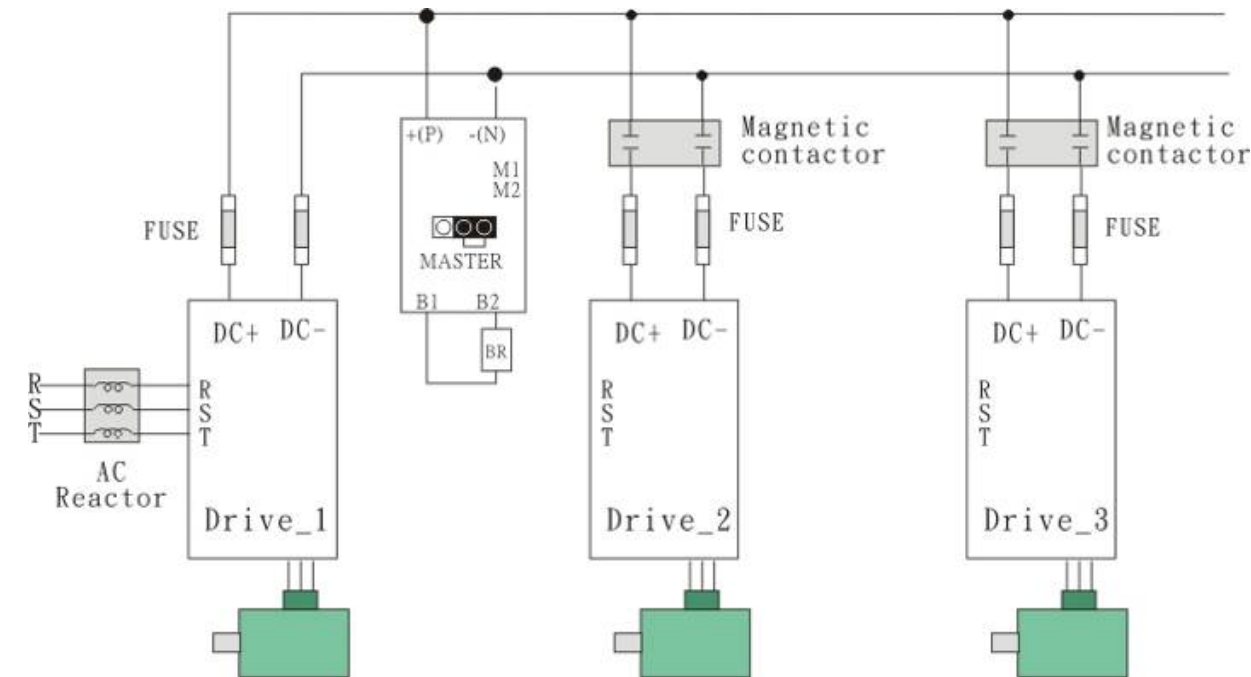 +(P) -(N)
M1
M2
MASTER
B1 B2
BR
FUSE
DC+ DC-
R
S
T
R
S
T
AC
Reactor
Drive_1
Magnetic
contactor
FUSE
DC+ DC-
R
S
T
Drive_2
Magnetic
contactor
FUSE
DC+ DC-
R
S
T
Drive_3